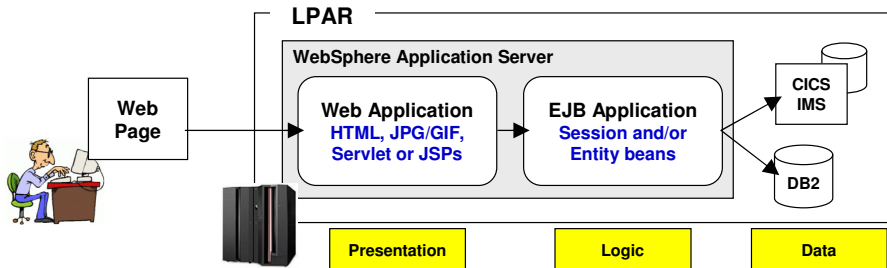 LPAR
WebSphere Application Server
Web
Page
Web Application
HTML, JPG/GIF,
Servlet or JSPs
EJB Application
Session and/or
Entity beans
CICS
IMS
DB2
Presentation
Logic
Data